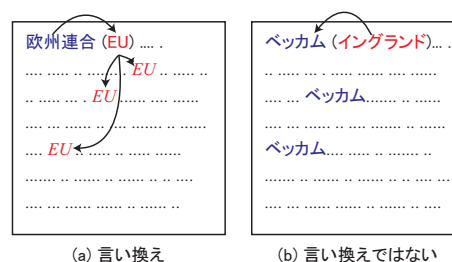 欧州連合 (EU) .... .
.... .. .. .. EU .. ...... ..
.. ..... .. . EU... .... ......
.... ...... .. ...... .. ......
.... EU .. ...... .. ...... .....
...... .. ...... .. ...... .. ....
.... ... ...... .. ...... .. ..
(a) 言い換え
ベッカム (イングランド)... .
.... .. .. ...... .. ...... .... ....
.. .... ベッカム....... .. ......
.... ...... .. ...... .. ......
ベッカム.... ...... .. ...... ..
...... .. ...... .. ...... .. ....
.... ... ...... .. ...... .. ..
(b) 言い換えではない